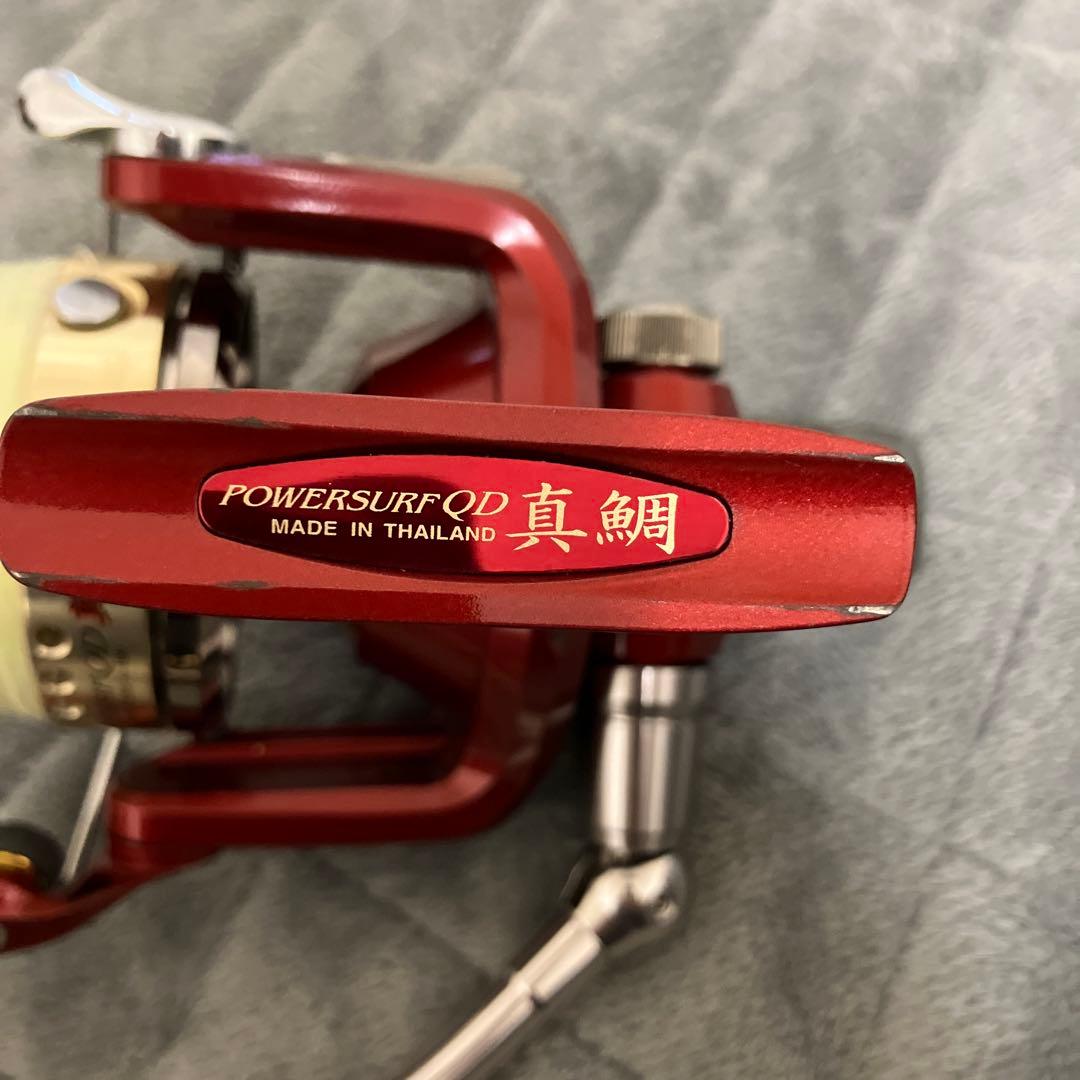 POWERSURF QD 真鯛
MADE IN THAILAND